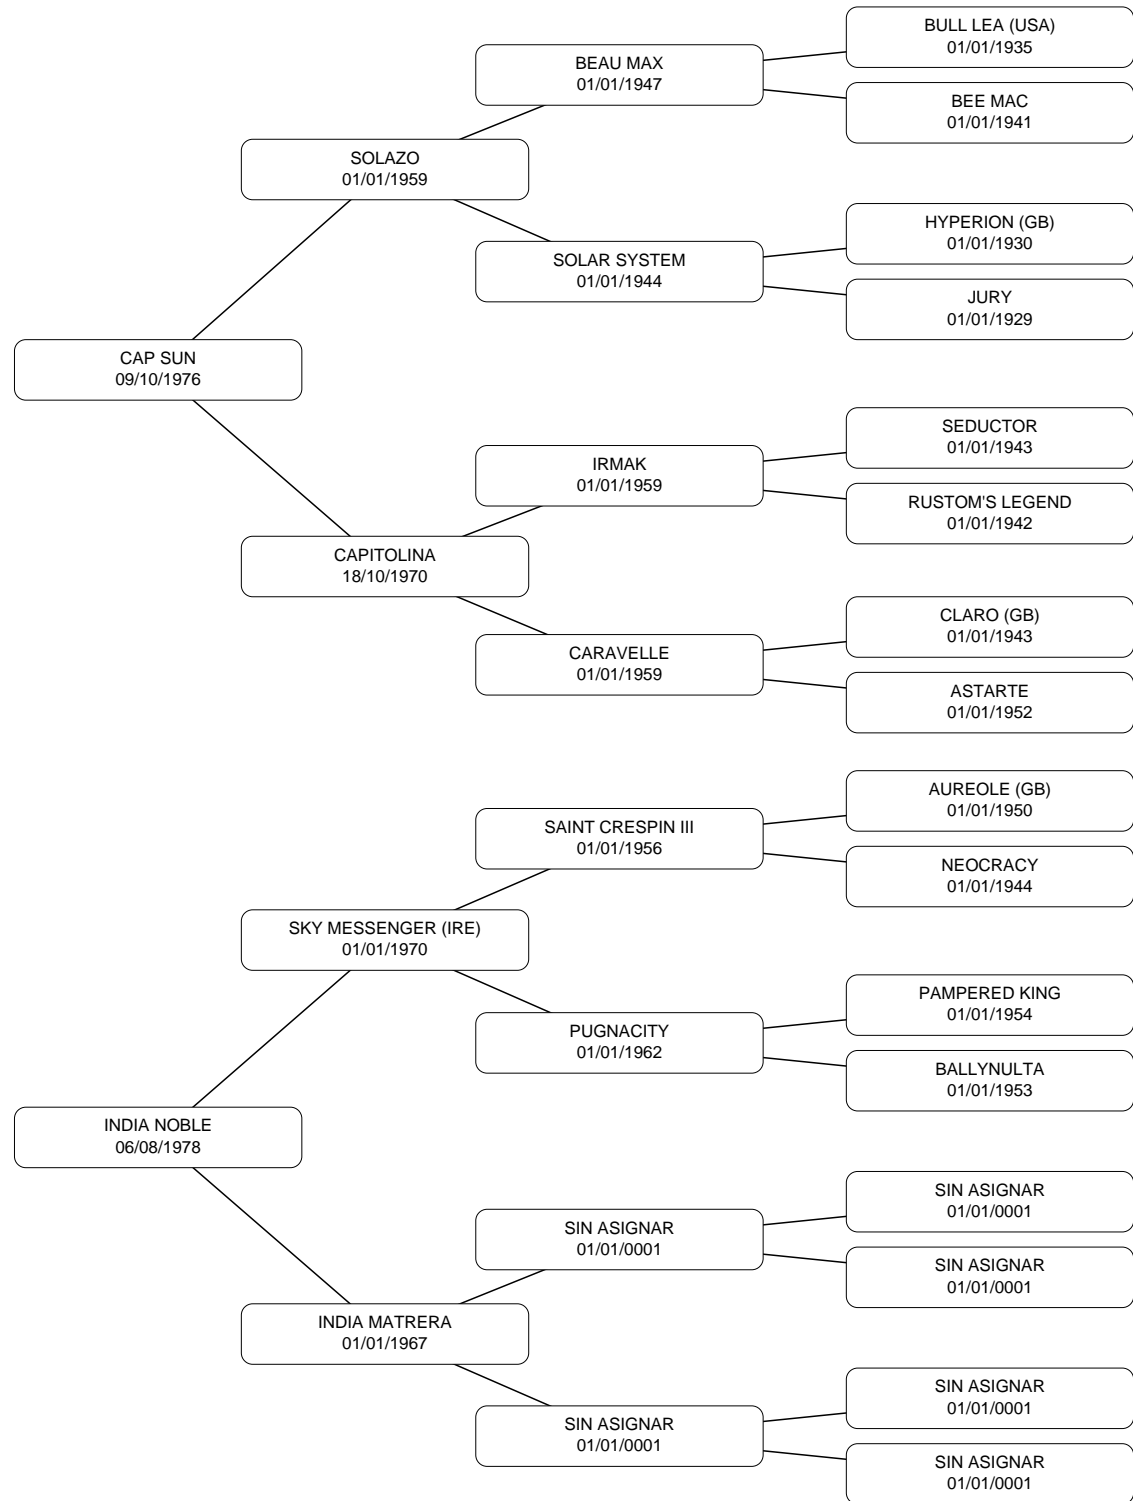 BULL LEA (USA)
01/01/1935
BEAU MAX
01/01/1947
BEE MAC
01/01/1941
SOLAZO
01/01/1959
HYPERION (GB)
01/01/1930
SOLAR SYSTEM
01/01/1944
JURY
01/01/1929
CAP SUN
09/10/1976
SEDUCTOR
01/01/1943
IRMAK
01/01/1959
RUSTOM'S LEGEND
01/01/1942
CAPITOLINA
18/10/1970
CLARO (GB)
01/01/1943
CARAVELLE
01/01/1959
ASTARTE
01/01/1952
AUREOLE (GB)
01/01/1950
SAINT CRESPIN III
01/01/1956
NEOCRACY
01/01/1944
SKY MESSENGER (IRE)
01/01/1970
PAMPERED KING
01/01/1954
PUGNACITY
01/01/1962
BALLYNULTA
01/01/1953
INDIA NOBLE
06/08/1978
SIN ASIGNAR
01/01/0001
SIN ASIGNAR
01/01/0001
SIN ASIGNAR
01/01/0001
INDIA MATRERA
01/01/1967
SIN ASIGNAR
01/01/0001
SIN ASIGNAR
01/01/0001
SIN ASIGNAR
01/01/0001